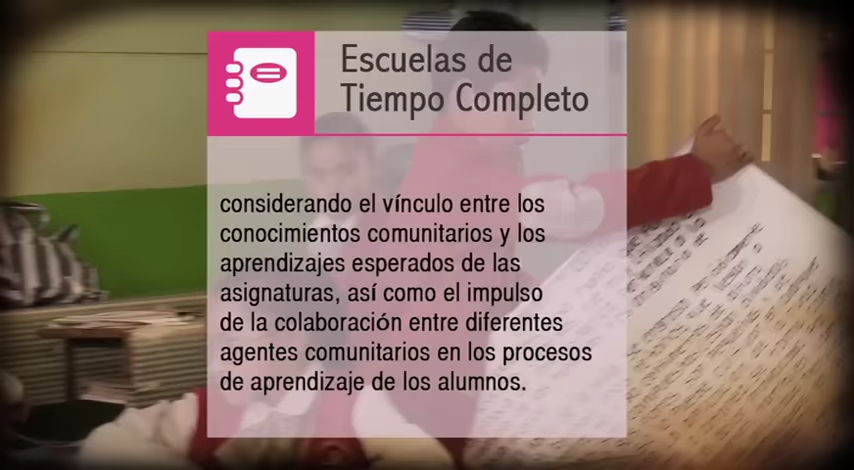 Escuelas de
Tiempo Completo
considerando el vínculo entre los
conocimientos comunitarios y los
aprendizajes esperados de las
asignaturas, así como el impulso
de la colaboración entre diferentes
agentes comunitarios en los procesos
de aprendizaje de los alumnos.